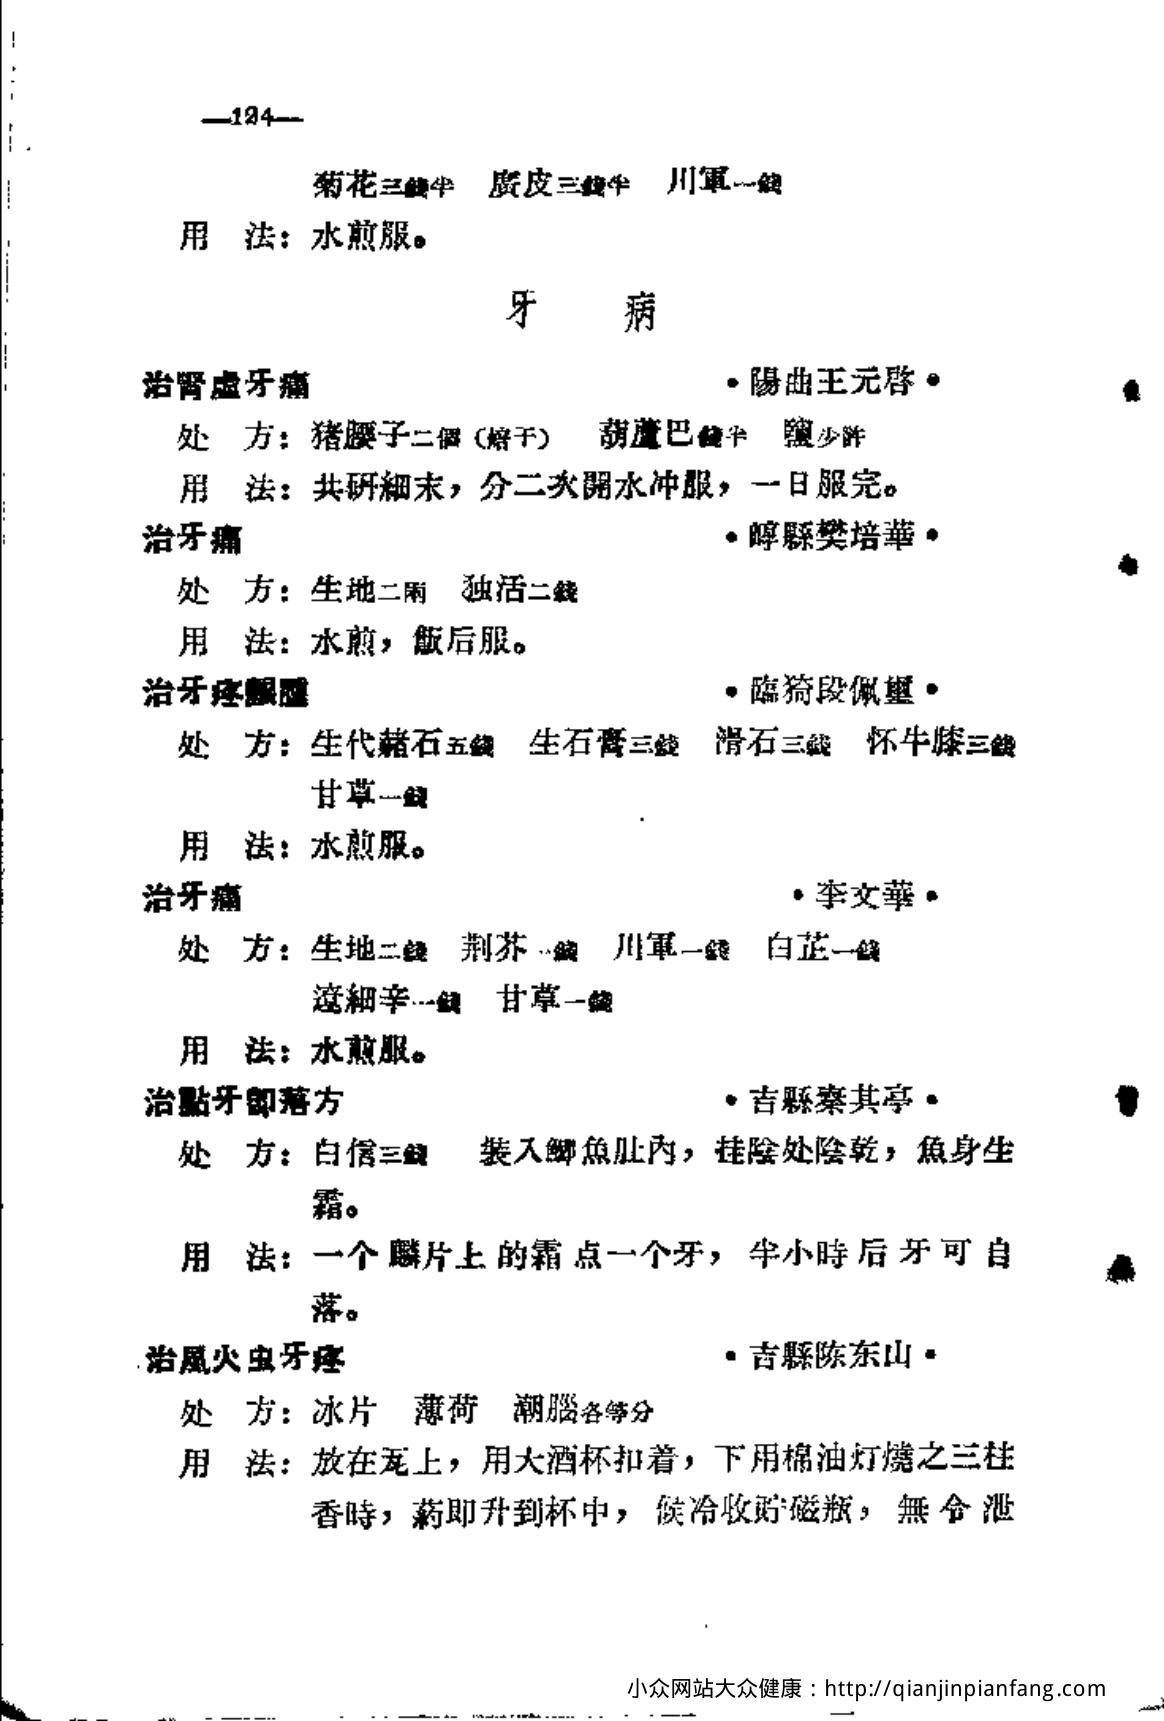 —124—
菊花三錢半　廣皮三錢半　川軍一錢
用　法：水煎服。
牙　　病
治腎虛牙痛　•陽曲王元啓•
处　方：猪腰子二個（焙干）　葫蘆巴錢半　鹽少許
用　法：共研細末，分二次開水冲服，一日服完。
治牙痛　•崞縣樊培華•
处　方：生地二兩　独活二錢
用　法：水煎，飯后服。
治牙疼齦腫　•臨猗段佩璽•
处　方：生代赭石五錢　生石膏三錢　滑石三錢　怀牛膝三錢
甘草一錢
用　法：水煎服。
治牙痛　•李文華•
处　方：生地二錢　荆芥一錢　川軍一錢　白芷一錢
遼細辛一錢　甘草一錢
用　法：水煎服。
治點牙卽落方　•吉縣秦其亭•
处　方：白信三錢　裝入鯽魚肚內，挂陰处陰乾，魚身生
霜。
用　法：一个麟片上的霜点一个牙，半小時后牙可自
落。
治風火虫牙疼　•吉縣陈东山•
处　方：冰片　薄荷　潮腦各等分
用　法：放在瓦上，用大酒杯扣着，下用棉油灯燒之三柱
香時，葯即升到杯中，候冷收貯磁瓶，無令泄
小众网站大众健康：http://qianjinpianfang.com